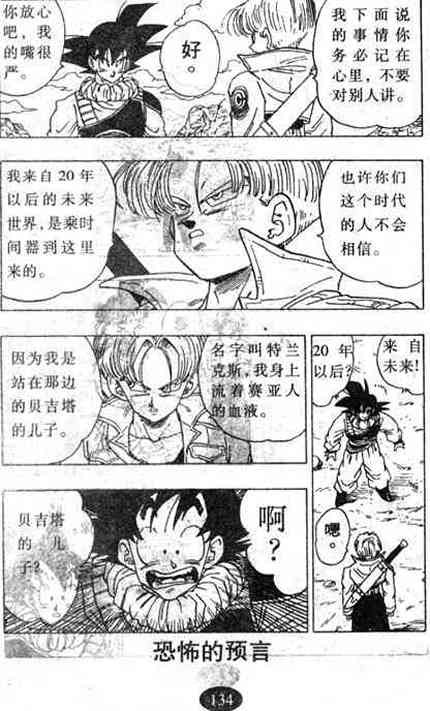 我下面说
的事情你
务必记在
心里，不要
对别人讲。
好。
你放心
吧，我
的嘴很
严。
也许你们
这个时代
的人不会
相信。
我来自20年
以后的未来
世界，是乘时
间器到这里
来的。
来自
未来!
20年
以后?
嗯。
名字叫特兰
克斯，我身上
流着赛亚人
的血液。
因为我是
站在那边
的贝吉塔
的儿子。
啊?
贝吉塔
的儿
子?
恐怖的预言
134